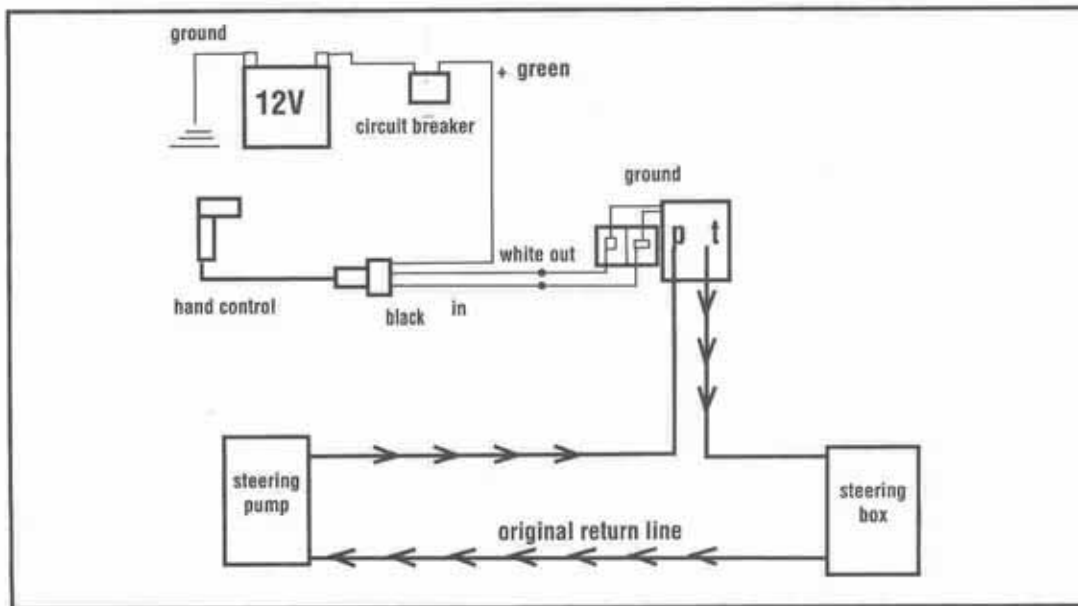 ground
12V
+ green
circuit breaker
ground
p t
white out
hand control
black
in
steering
pump
steering
box
original return line